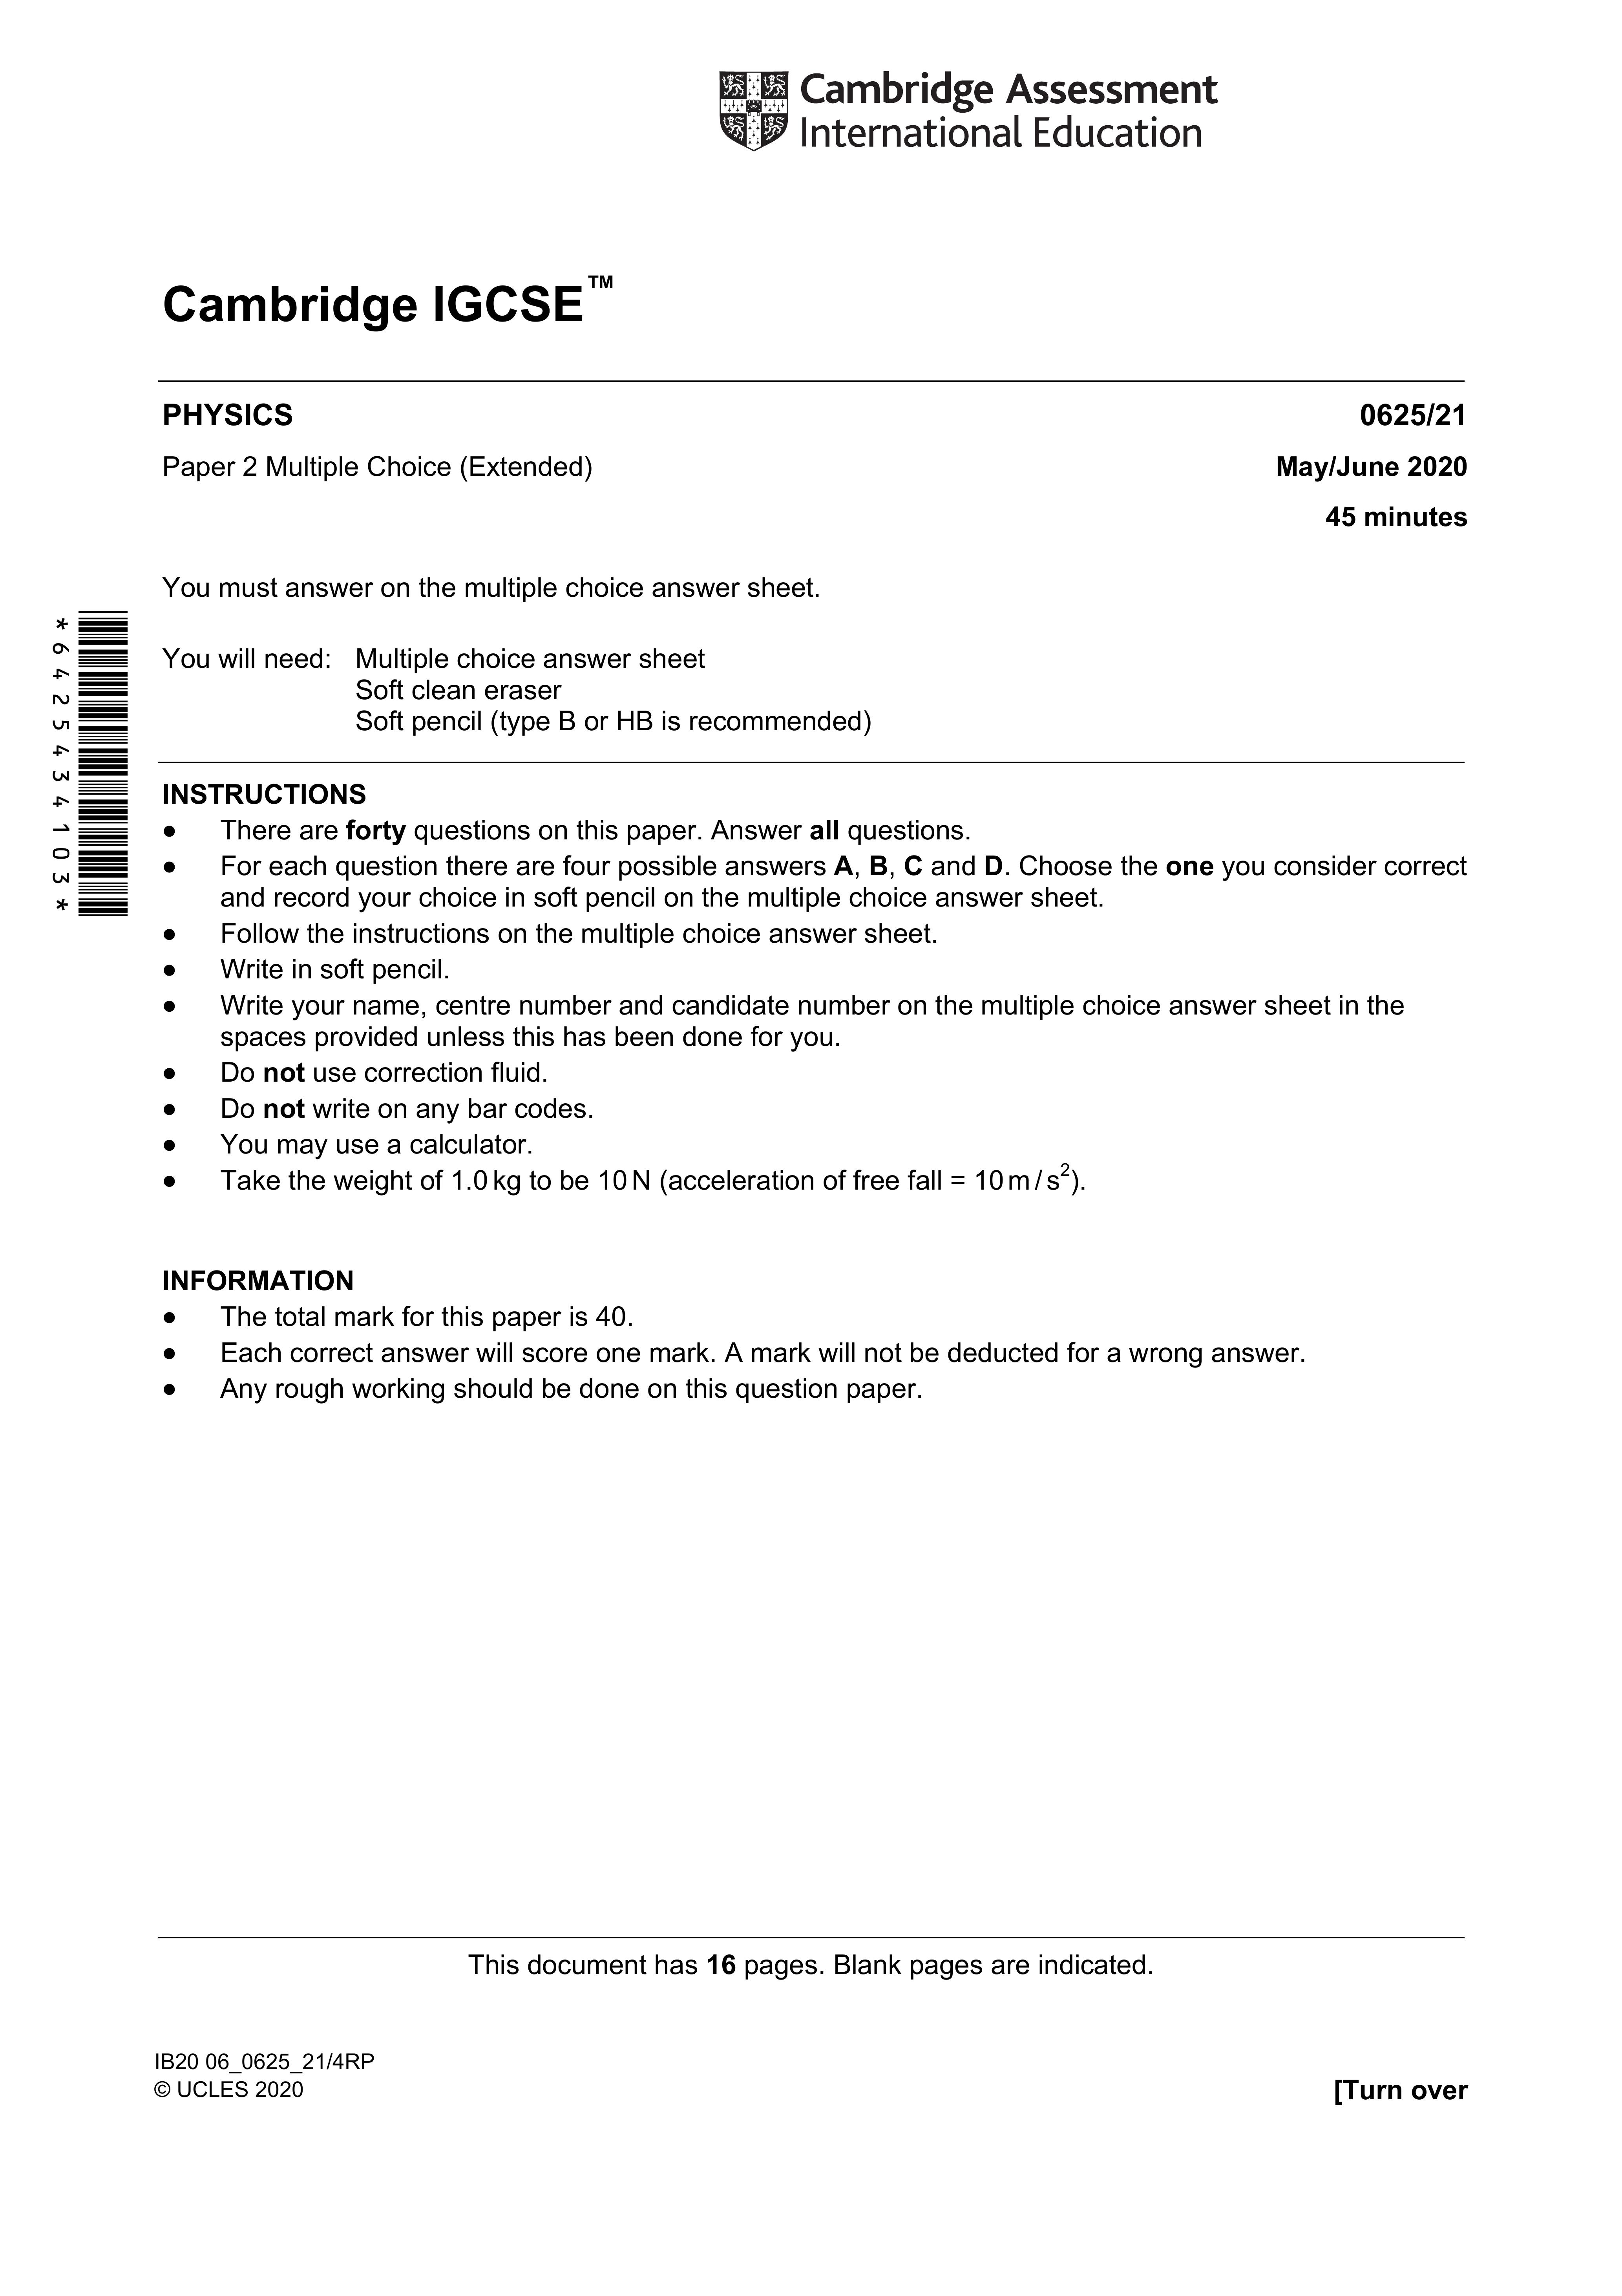 Cambridge Assessment
International Education
Cambridge IGCSE™
PHYSICS 0625/21
Paper 2 Multiple Choice (Extended) May/June 2020
45 minutes
You must answer on the multiple choice answer sheet.
You will need: Multiple choice answer sheet
Soft clean eraser
Soft pencil (type B or HB is recommended)
*6425434103*
INSTRUCTIONS
● There are forty questions on this paper. Answer all questions.
● For each question there are four possible answers A, B, C and D. Choose the one you consider correct
and record your choice in soft pencil on the multiple choice answer sheet.
● Follow the instructions on the multiple choice answer sheet.
● Write in soft pencil.
● Write your name, centre number and candidate number on the multiple choice answer sheet in the
spaces provided unless this has been done for you.
● Do not use correction fluid.
● Do not write on any bar codes.
● You may use a calculator.
● Take the weight of 1.0 kg to be 10 N (acceleration of free fall = 10 m / s²).
INFORMATION
● The total mark for this paper is 40.
● Each correct answer will score one mark. A mark will not be deducted for a wrong answer.
● Any rough working should be done on this question paper.
This document has 16 pages. Blank pages are indicated.
IB20 06_0625_21/4RP
© UCLES 2020
[Turn over